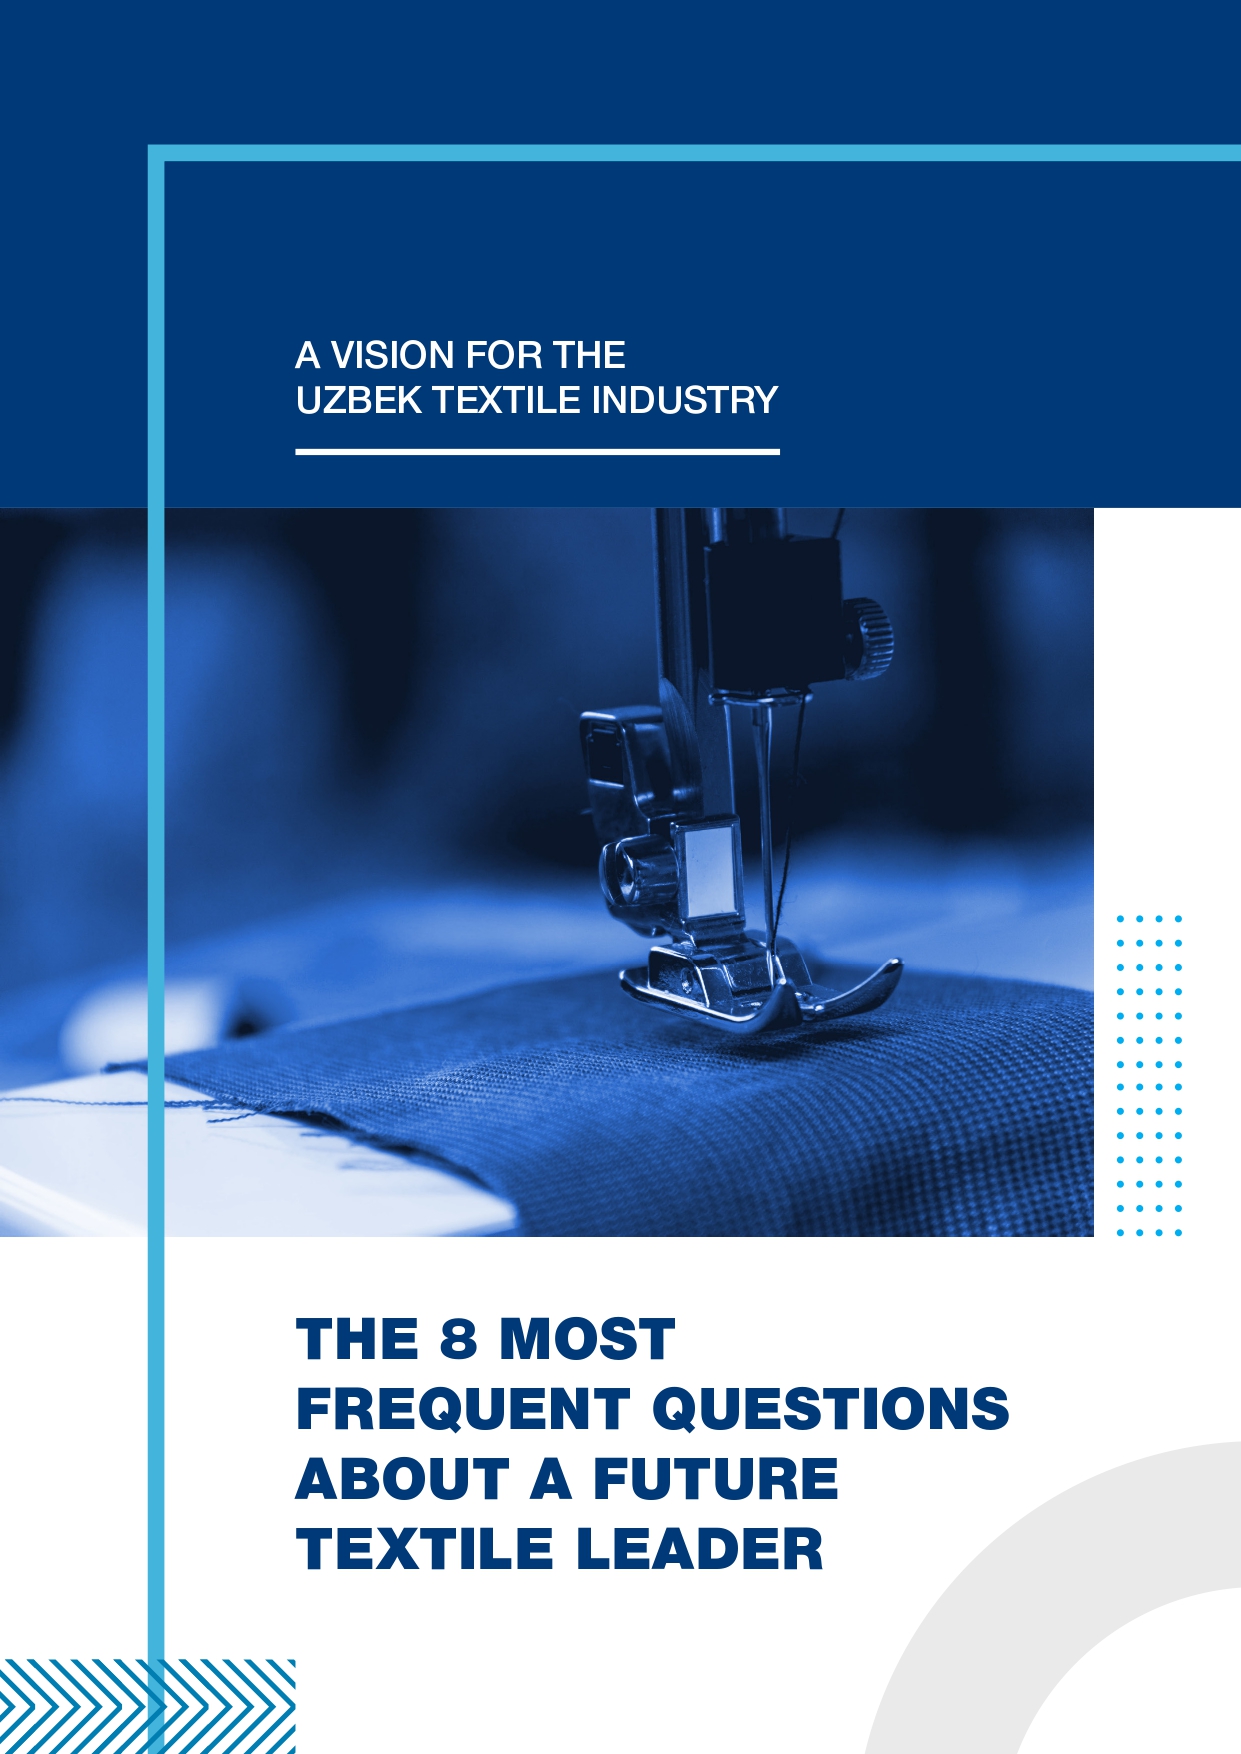 A VISION FOR THE
UZBEK TEXTILE INDUSTRY
THE 8 MOST
FREQUENT QUESTIONS
ABOUT A FUTURE
TEXTILE LEADER